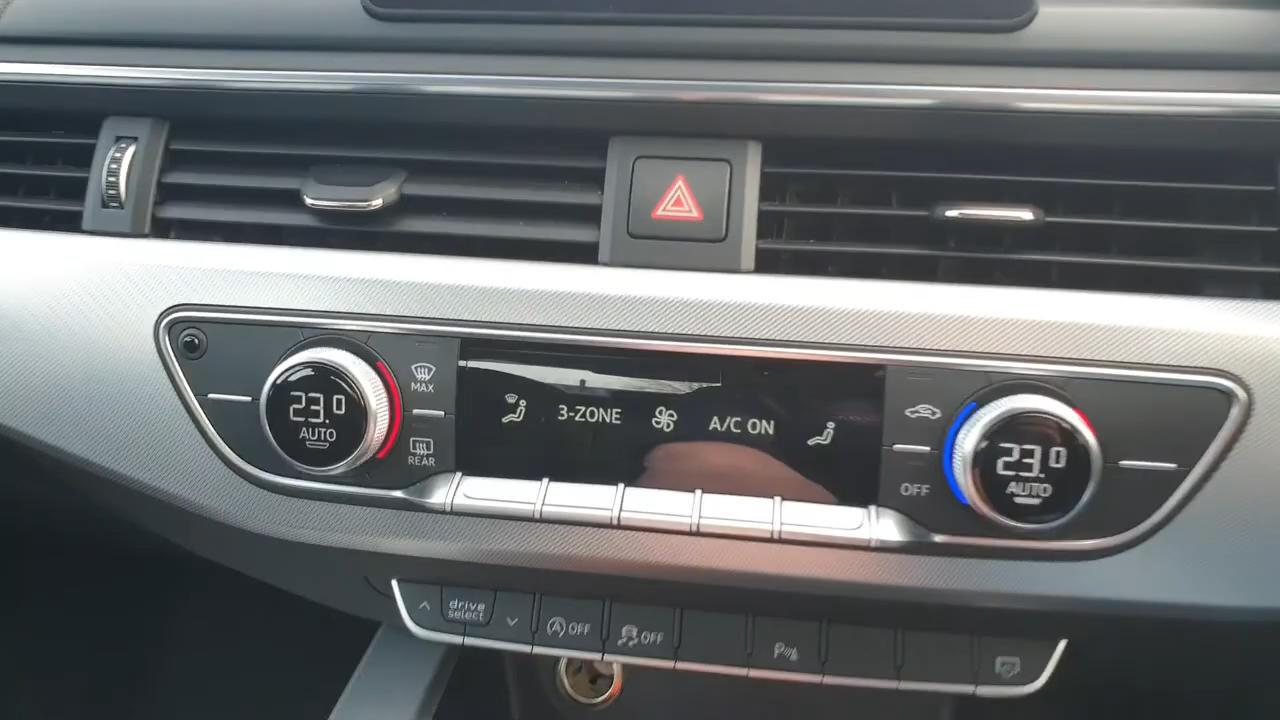 23.0
AUTO
MAX
REAR
3-ZONE
A/C ON
OFF
23.0
AUTO
drive
select
A OFF
OFF
P